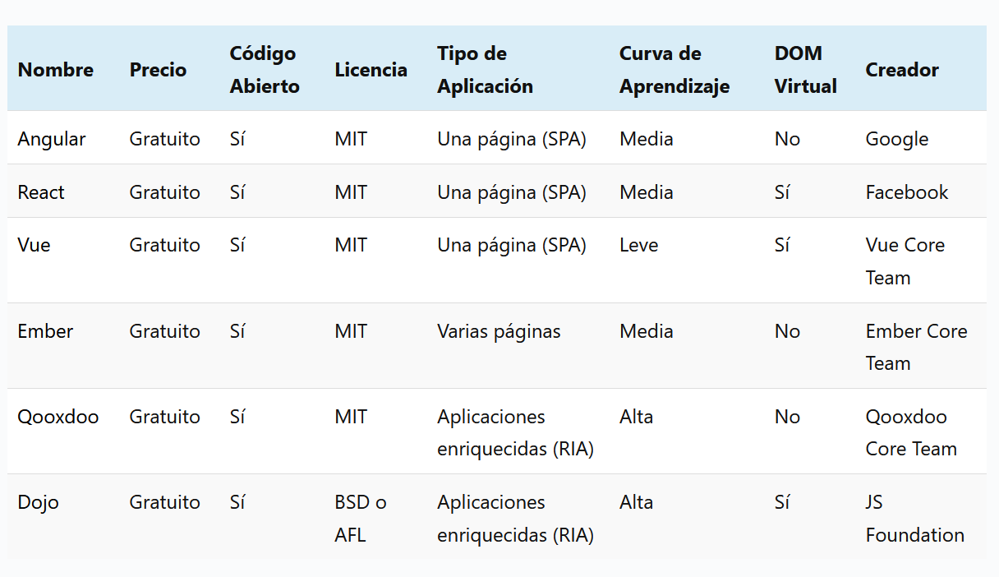 Nombre Precio Código Abierto Licencia Tipo de Aplicación Curva de Aprendizaje DOM Virtual Creador
Angular Gratuito Sí MIT Una página (SPA) Media No Google
React Gratuito Sí MIT Una página (SPA) Media Sí Facebook
Vue Gratuito Sí MIT Una página (SPA) Leve Sí Vue Core Team
Ember Gratuito Sí MIT Varias páginas Media No Ember Core Team
Qooxdoo Gratuito Sí MIT Aplicaciones enriquecidas (RIA) Alta No Qooxdoo Core Team
Dojo Gratuito Sí BSD o AFL Aplicaciones enriquecidas (RIA) Alta Sí JS Foundation